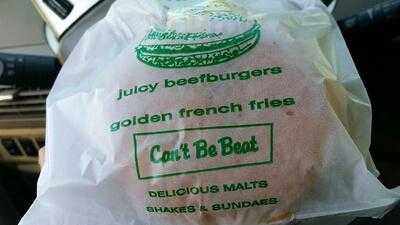 juicy beefburgers
golden french fries
Can't Be Beat
DELICIOUS MALTS
SHAKES & SUNDAES